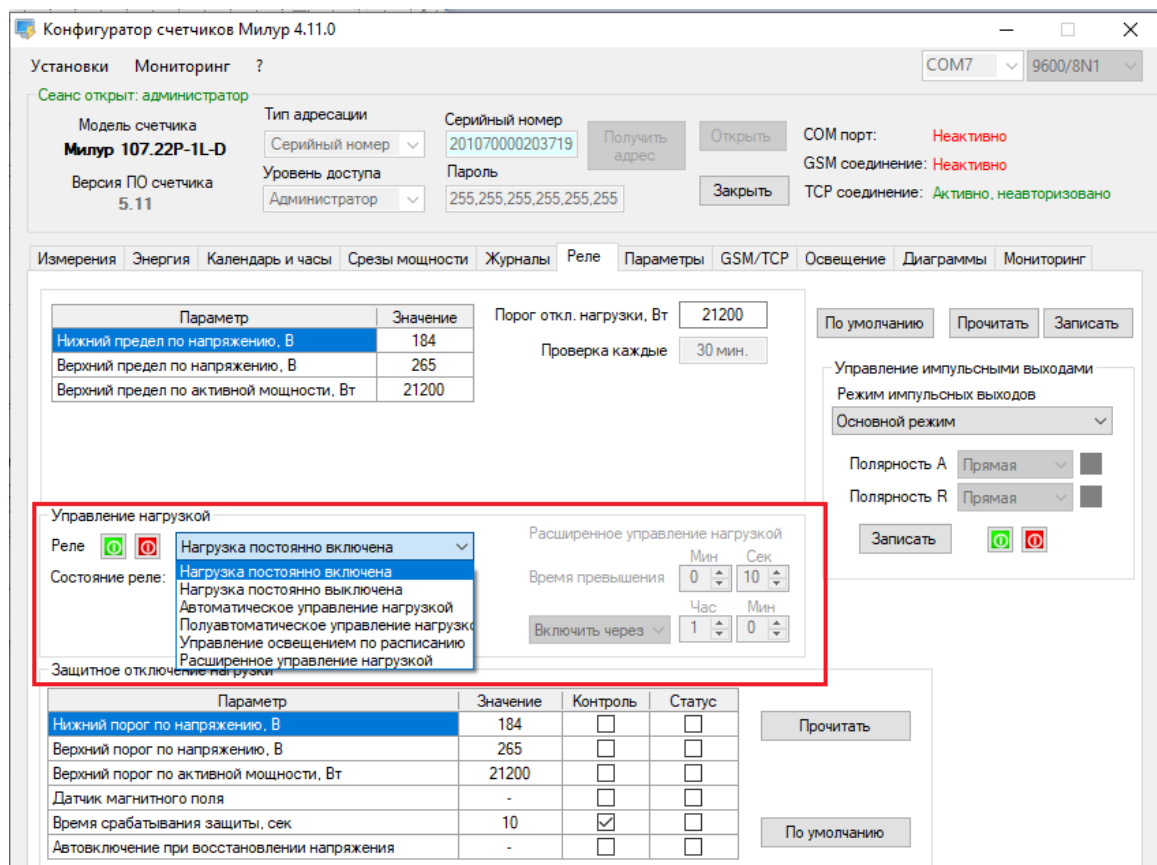 Конфигуратор счетчиков Милур 4.11.0
Установки Мониторинг ?
COM7 9600/8N1
Сеанс открыт: администратор
Модель счетчика
Милур 107.22Р-1L-D
Версия ПО счетчика
5.11
Тип адресации
Серийный номер
Уровень доступа
Администратор
Серийный номер
201070000203719
Пароль
255,255,255,255,255,255
Получить
адрес
Открыть
Закрыть
COM порт: Неактивно
GSM соединение: Неактивно
TCP соединение: Активно, неавторизовано
Измерения Энергия Календарь и часы Срезы мощности Журналы Реле Параметры GSM/TCP Освещение Диаграммы Мониторинг
Параметр Значение
Нижний предел по напряжению, В 184
Верхний предел по напряжению, В 265
Верхний предел по активной мощности, Вт 21200
Порог откл. нагрузки, Вт 21200
Проверка каждые 30 мин.
По умолчанию Прочитать Записать
Управление импульсными выходами
Режим импульсных выходов
Основной режим
Полярность А Прямая
Полярность R Прямая
Записать
Управление нагрузкой
Реле Нагрузка постоянно включена
Состояние реле:
Нагрузка постоянно включена
Нагрузка постоянно выключена
Автоматическое управление нагрузкой
Полуавтоматическое управление нагрузко
Управление освещением по расписанию
Расширенное управление нагрузкой
Расширенное управление нагрузкой
Мин Сек
Время превышения 0 10
Час Мин
Включить через 1 0
Защитное отключение нагрузки
Параметр Значение Контроль Статус
Нижний порог по напряжению, В 184
Верхний порог по напряжению, В 265
Верхний порог по активной мощности, Вт 21200
Датчик магнитного поля -
Время срабатывания защиты, сек 10
Автовключение при восстановлении напряжения -
Прочитать
По умолчанию